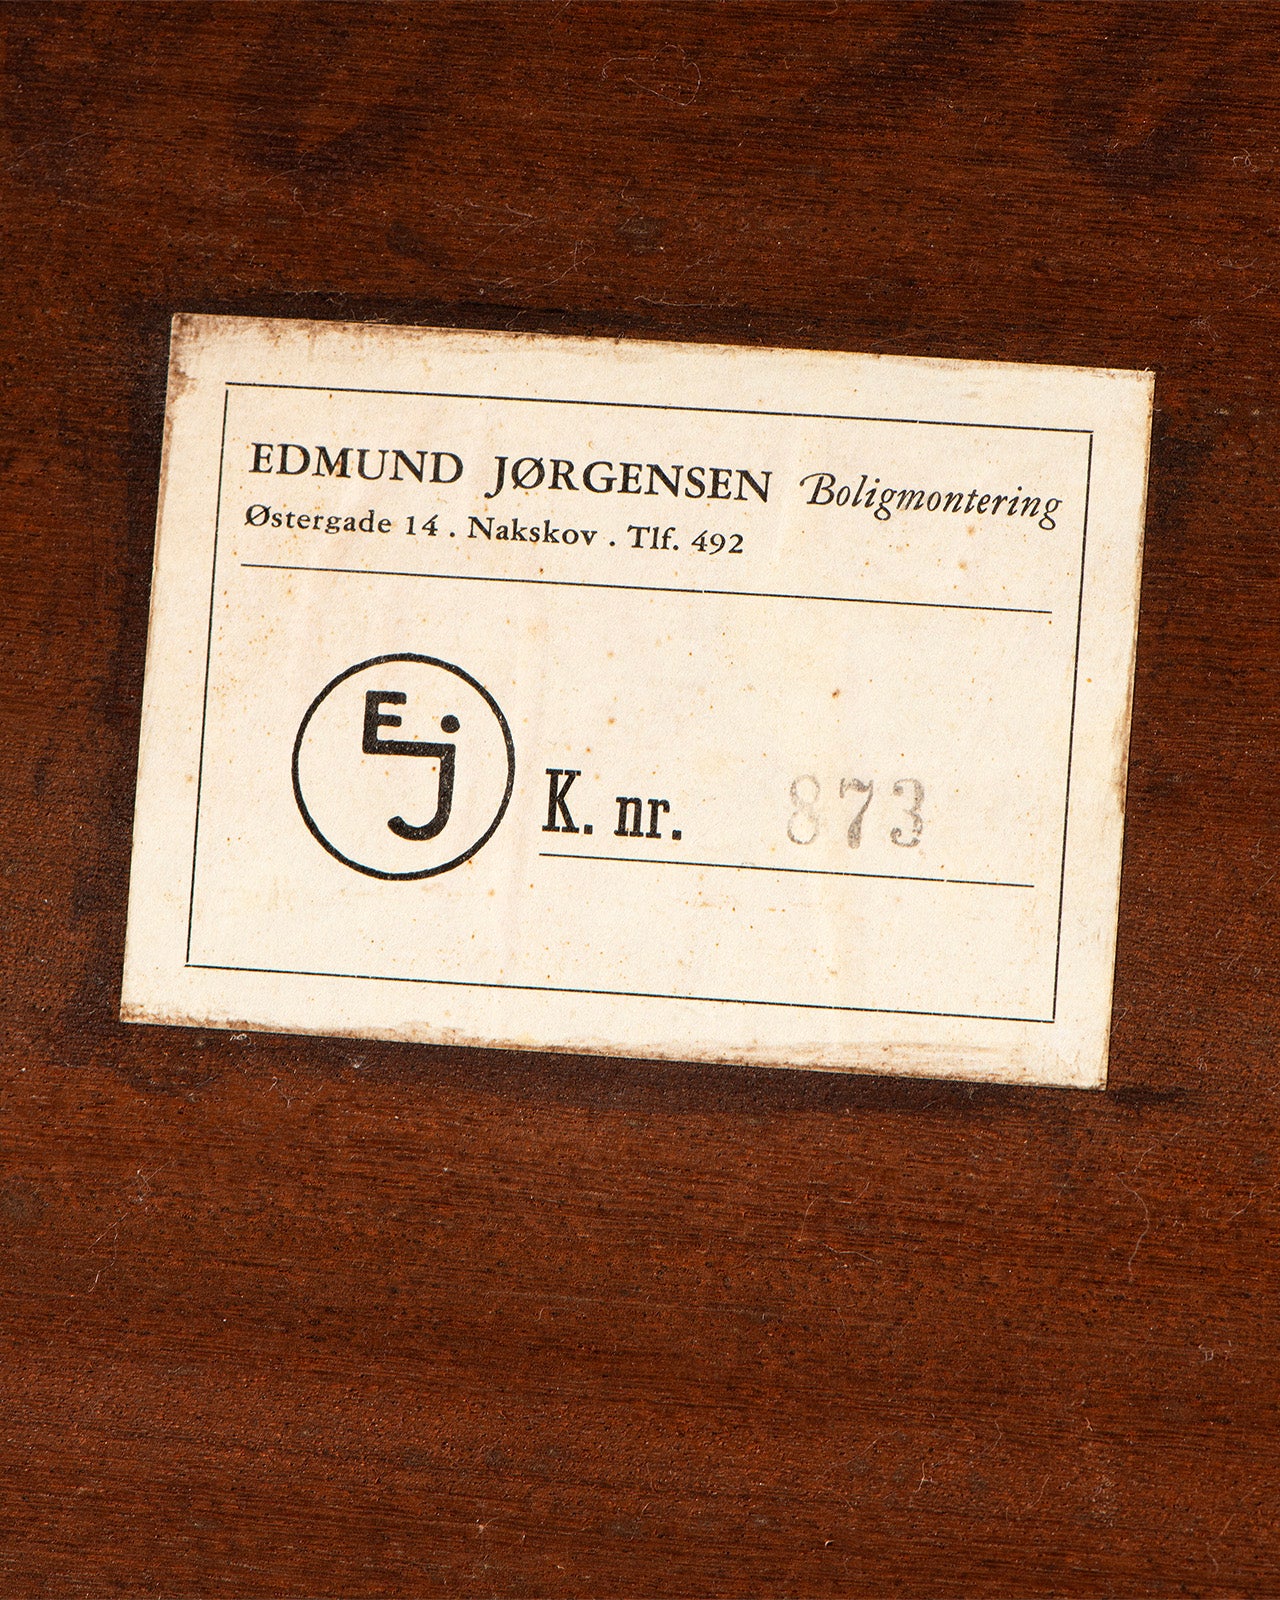 EDMUND JØRGENSEN Boligmontering
Østergade 14 . Nakskov . Tlf. 492
Ej
K. nr. 873